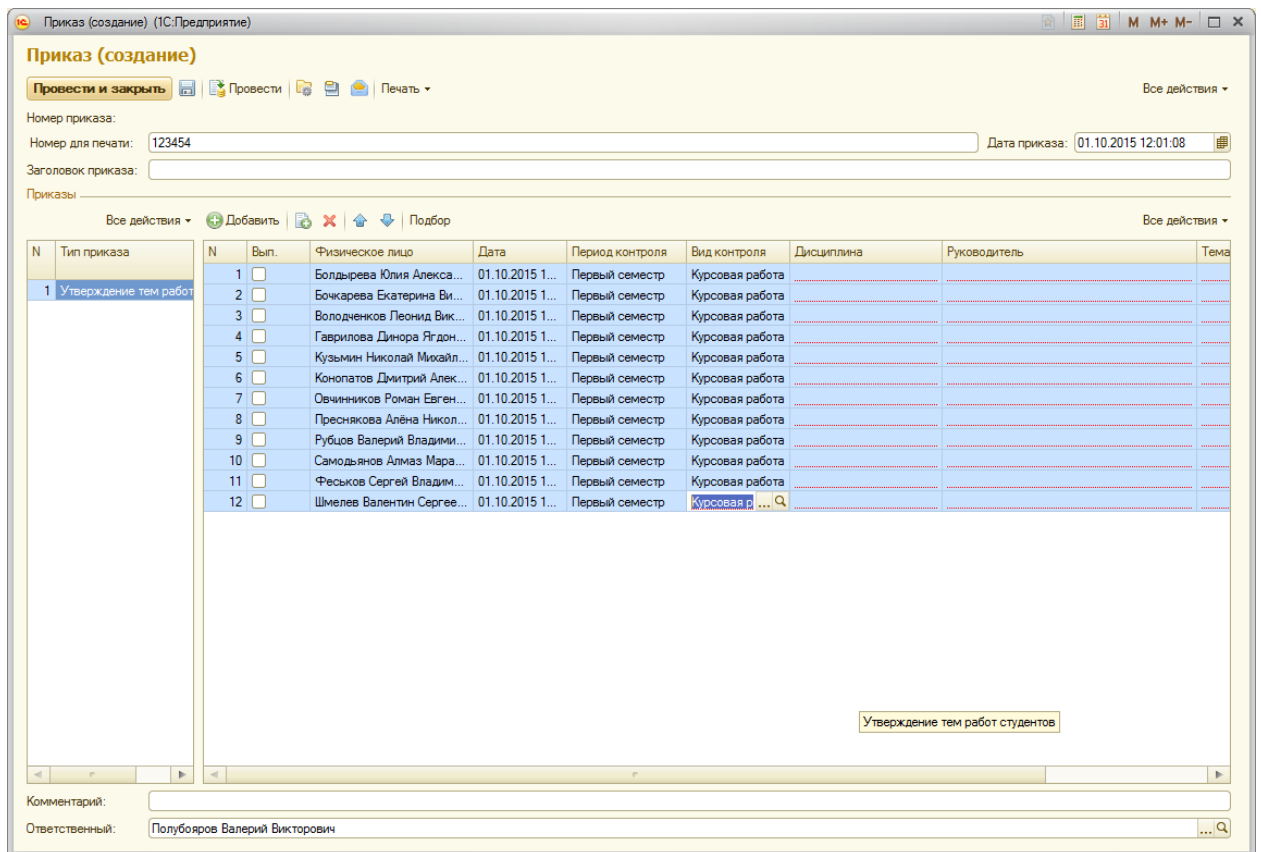 Приказ (создание) (1С:Предприятие) 31 M M+ M-
Приказ (создание)
Провести и закрыть Провести Печать Все действия
Номер приказа:
Номер для печати: 123454 Дата приказа: 01.10.2015 12:01:08
Заголовок приказа:
Приказы
Все действия Добавить Подбор Все действия
N Тип приказа N Вып. Физическое лицо Дата Период контроля Вид контроля Дисциплина Руководитель Тема
1 Утверждение тем работ
1 Болдырева Юлия Алекса... 01.10.2015 1... Первый семестр Курсовая работа
2 Бочкарева Екатерина Ви... 01.10.2015 1... Первый семестр Курсовая работа
3 Володченков Леонид Вик... 01.10.2015 1... Первый семестр Курсовая работа
4 Гаврилова Динора Ягдон... 01.10.2015 1... Первый семестр Курсовая работа
5 Кузьмин Николай Михайл... 01.10.2015 1... Первый семестр Курсовая работа
6 Конопатов Дмитрий Алек... 01.10.2015 1... Первый семестр Курсовая работа
7 Овчинников Роман Евген... 01.10.2015 1... Первый семестр Курсовая работа
8 Преснякова Алёна Никол... 01.10.2015 1... Первый семестр Курсовая работа
9 Рубцов Валерий Владими... 01.10.2015 1... Первый семестр Курсовая работа
10 Самодьянов Алмаз Мара... 01.10.2015 1... Первый семестр Курсовая работа
11 Феськов Сергей Владим... 01.10.2015 1... Первый семестр Курсовая работа
12 Шмелев Валентин Сергее... 01.10.2015 1... Первый семестр Курсовая р ...
Утверждение тем работ студентов
Комментарий:
Ответственный: Полубояров Валерий Викторович ...